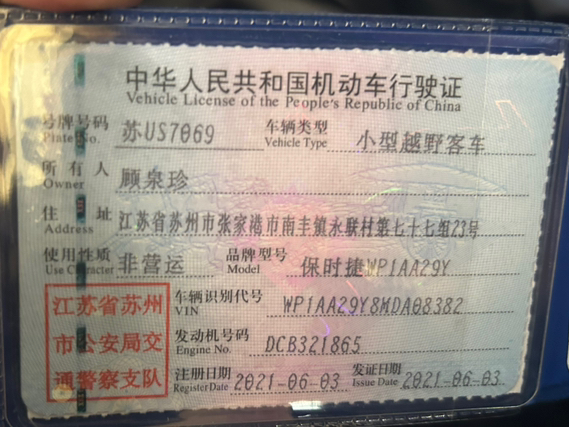 中华人民共和国机动车行驶证
Vehicle License of the People's Republic of China
号牌号码 苏US7069 车辆类型 小型越野客车
Plate No. Vehicle Type
所有人 顾泉珍
Owner
住址 江苏省苏州市张家港市南丰镇永联村第七十七组23号
Address
使用性质 非营运 品牌型号 保时捷WP1AA29Y
Use Character Model
江苏省苏州 车辆识别代号 WP1AA29Y8MDA08382
VIN
市公安局交 发动机号码 DCB321865
Engine No.
通警察支队 注册日期 2021-06-03 发证日期 2021-06-03
Register Date Issue Date